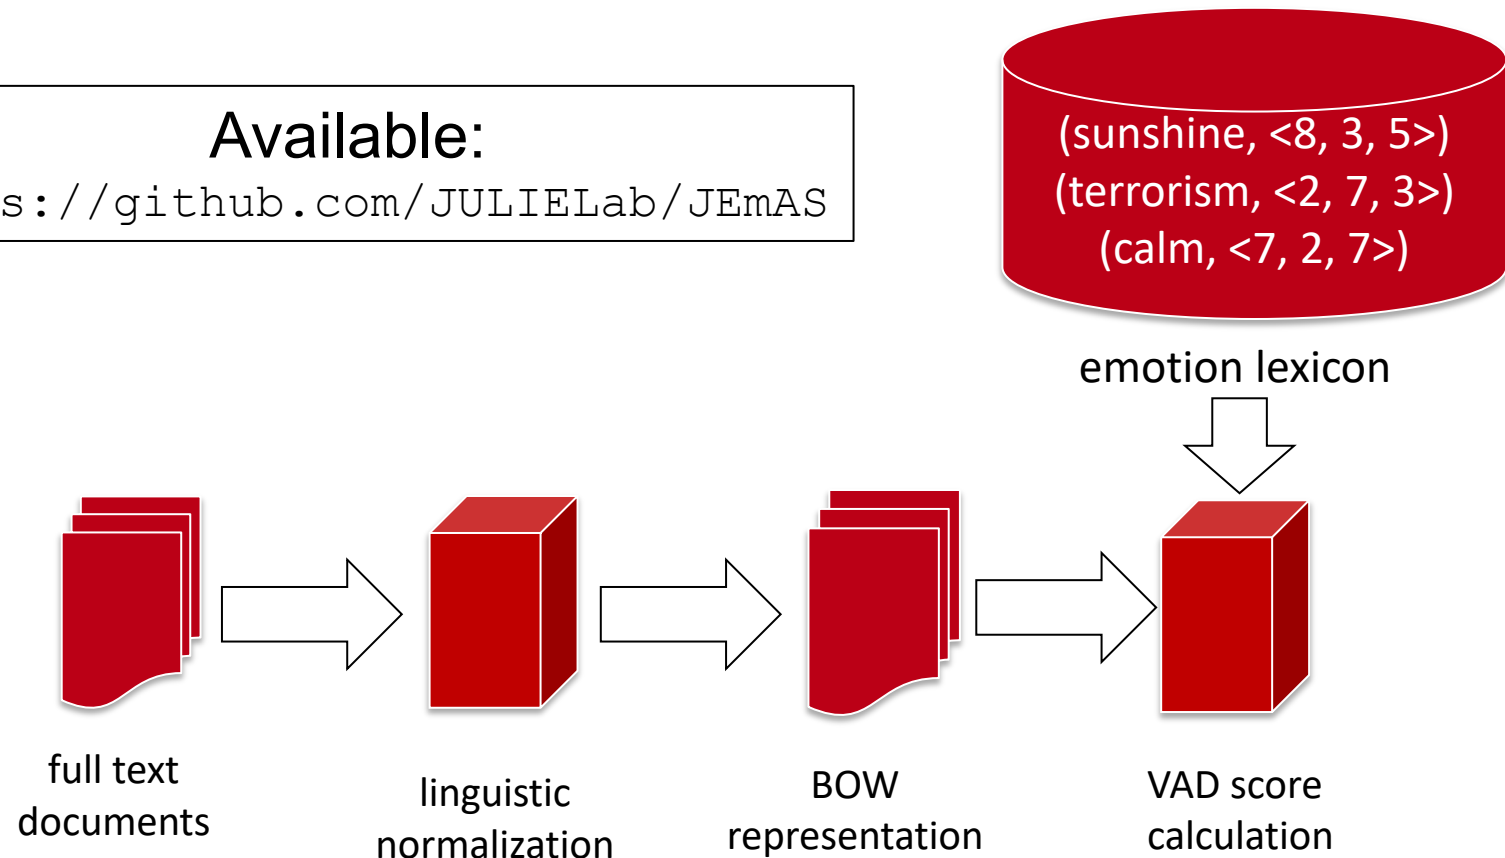 Available:
s://github.com/JULIELab/JEmAS
(sunshine, <8, 3, 5>)
(terrorism, <2, 7, 3>)
(calm, <7, 2, 7>)
emotion lexicon
full text
documents
linguistic
normalization
BOW
representation
VAD score
calculation